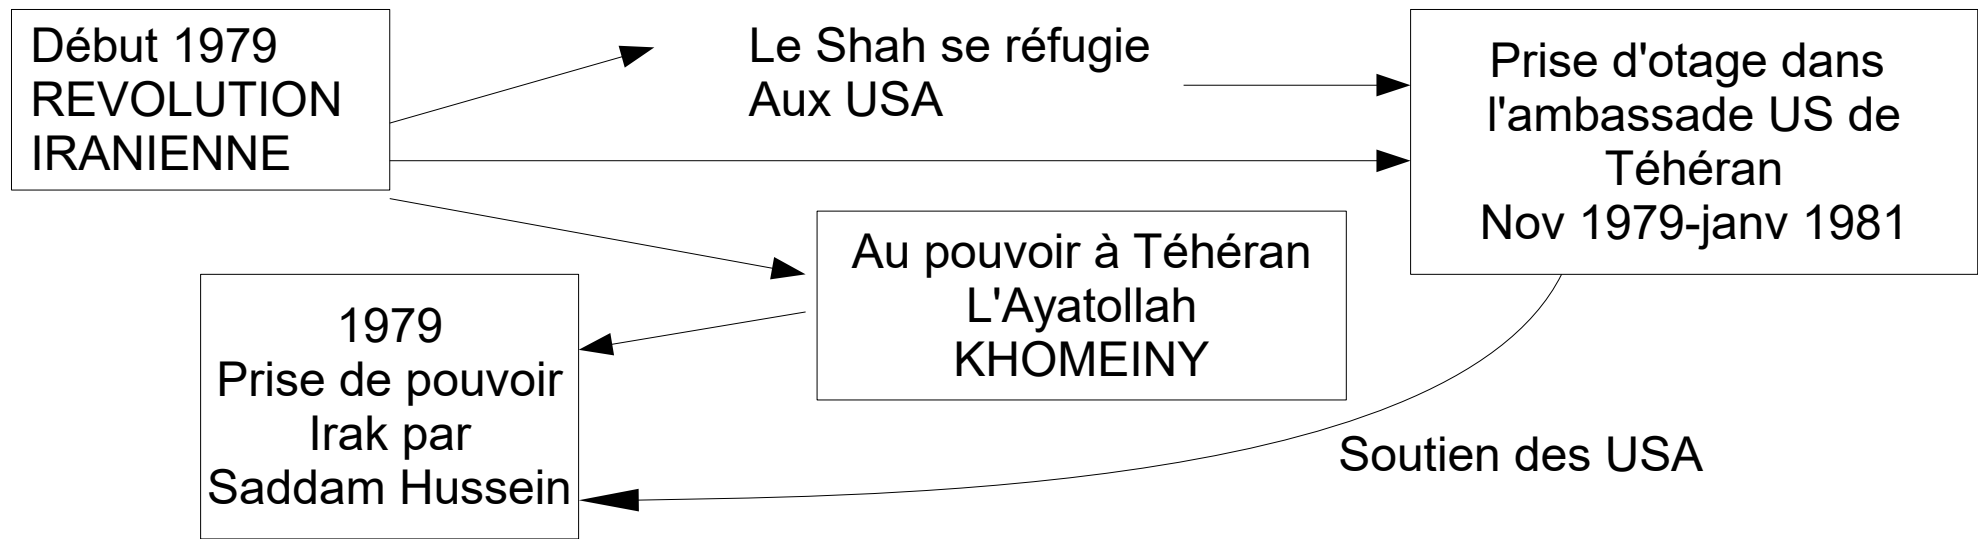 Début 1979
REVOLUTION
IRANIENNE
Le Shah se réfugie
Aux USA
Prise d'otage dans
l'ambassade US de
Téhéran
Nov 1979-janv 1981
Au pouvoir à Téhéran
L'Ayatollah
KHOMEINY
1979
Prise de pouvoir
Irak par
Saddam Hussein
Soutien des USA